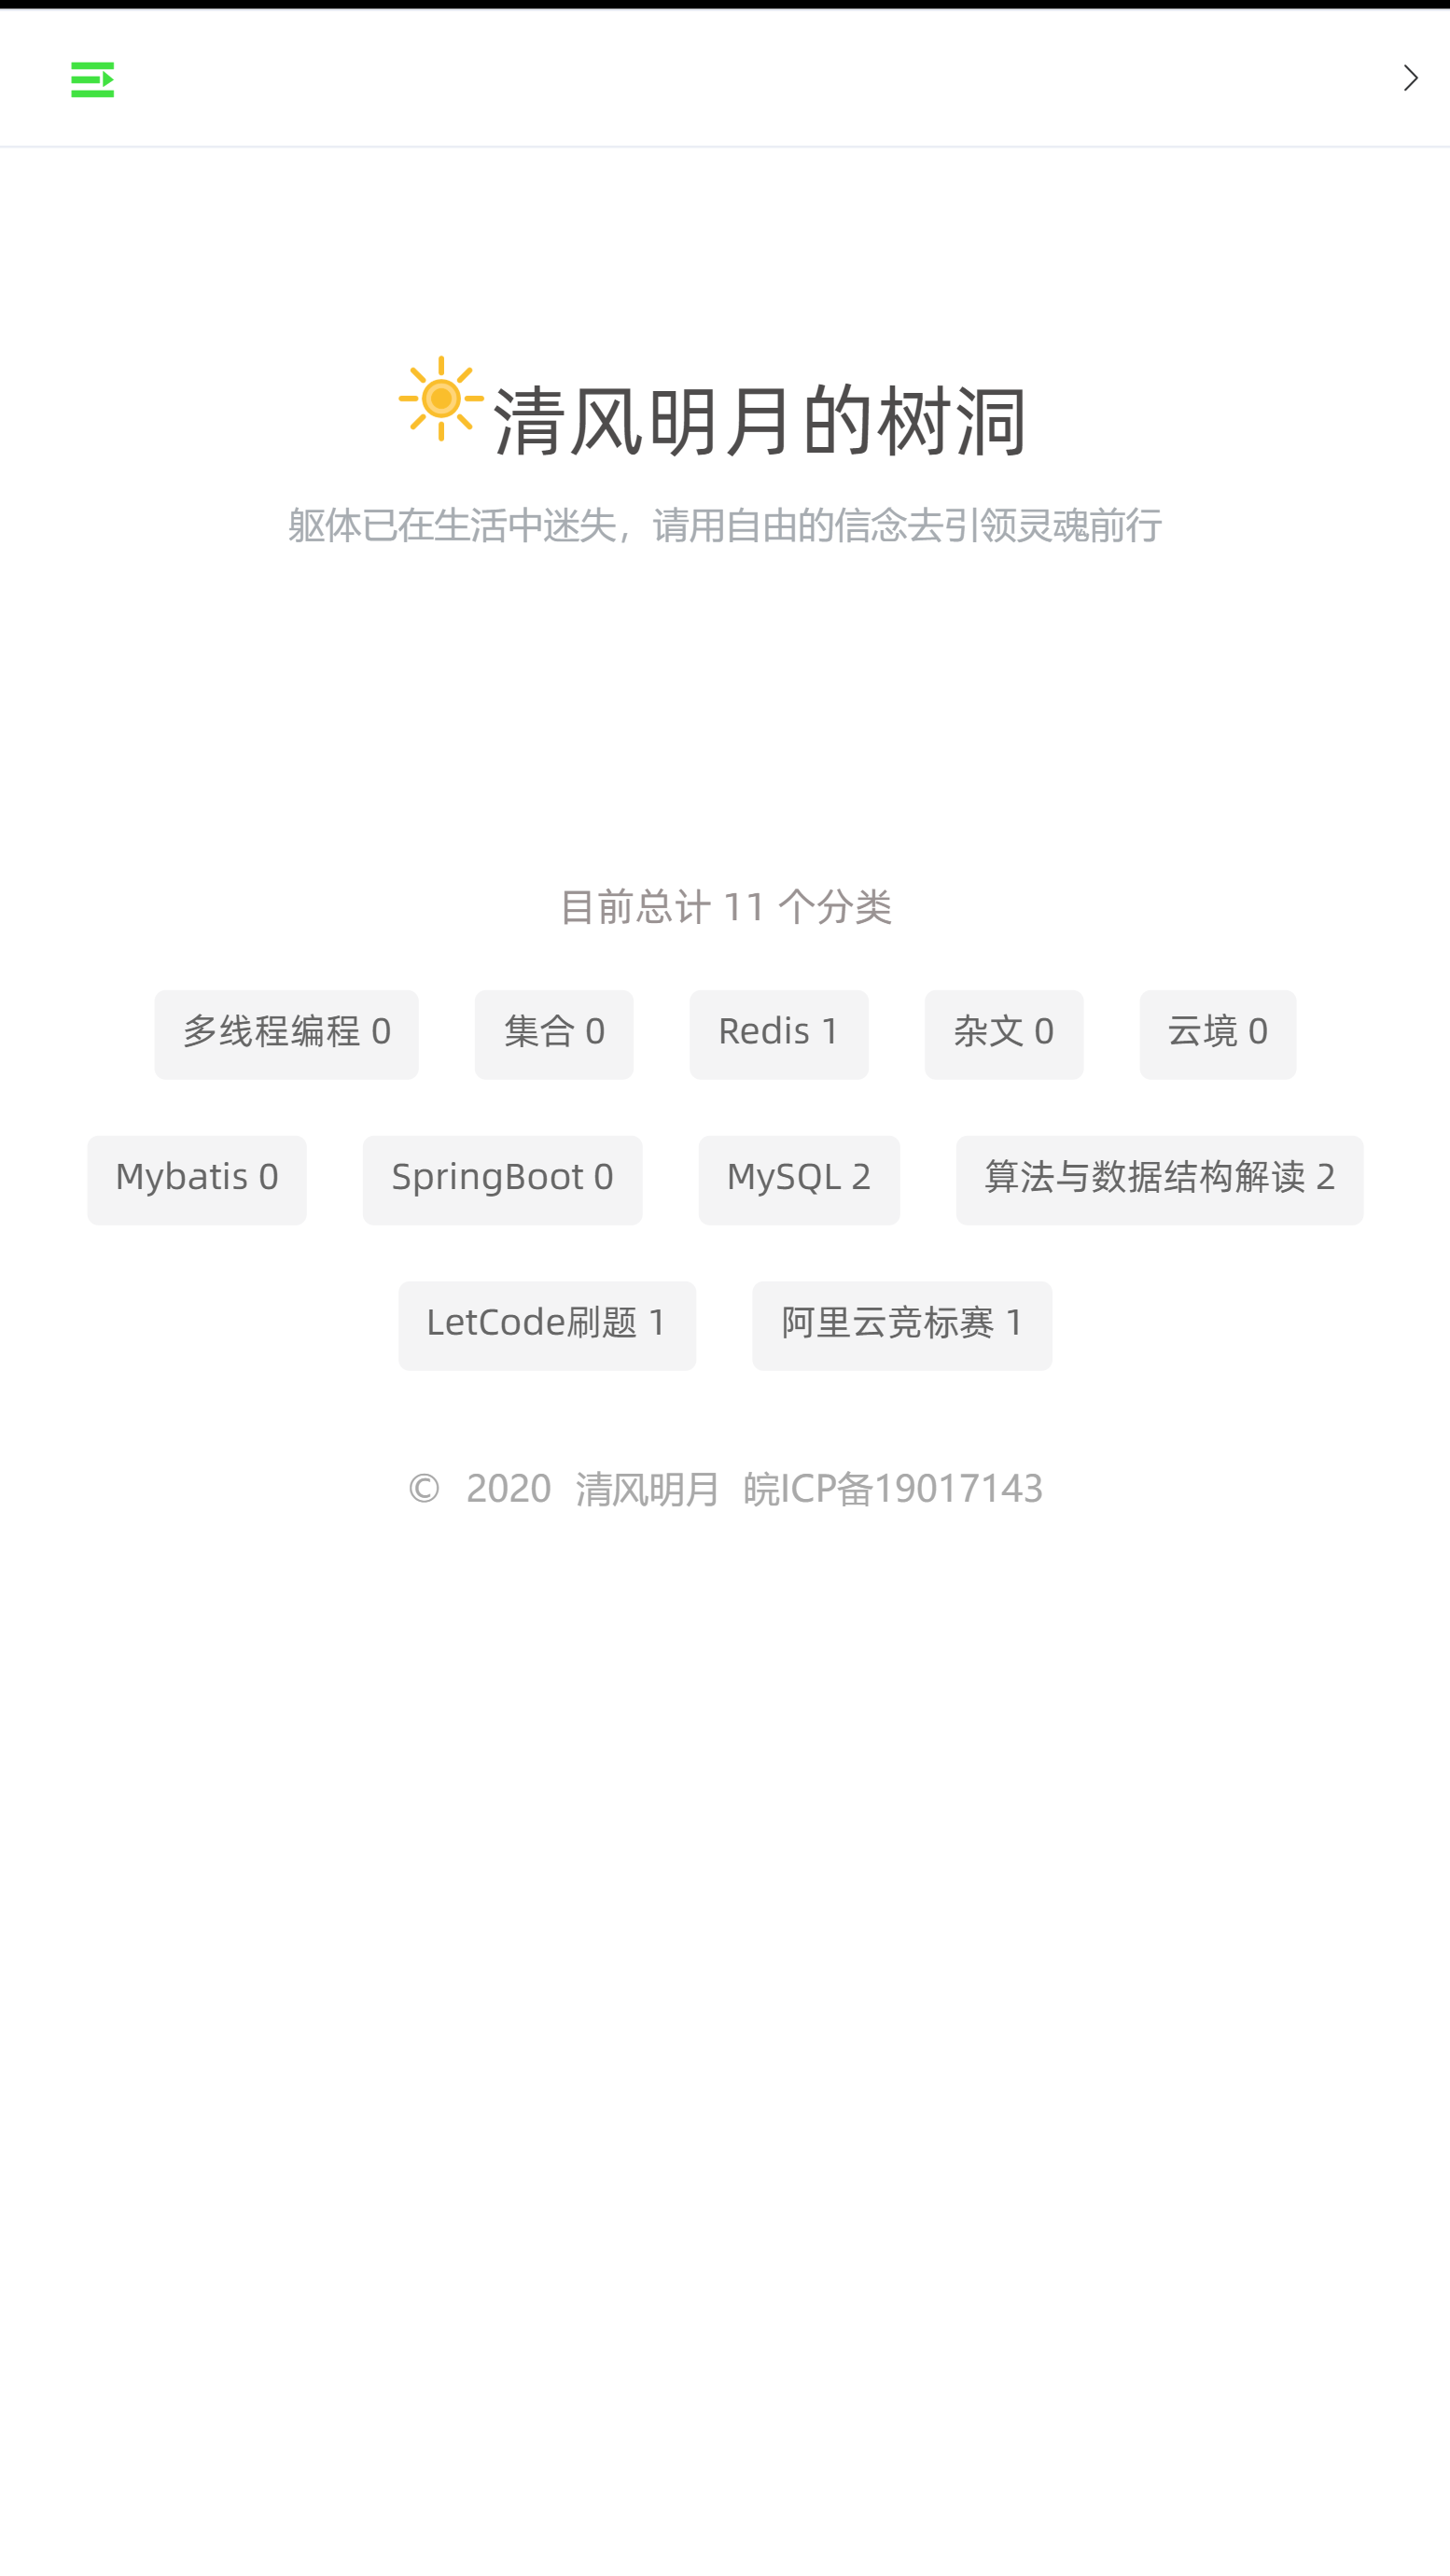 清风明月的树洞
躯体已在生活中迷失，请用自由的信念去引领灵魂前行
目前总计 11 个分类
多线程编程 0 集合 0 Redis 1 杂文 0 云境 0
Mybatis 0 SpringBoot 0 MySQL 2 算法与数据结构解读 2
LetCode刷题 1 阿里云竞标赛 1
© 2020 清风明月 皖ICP备19017143